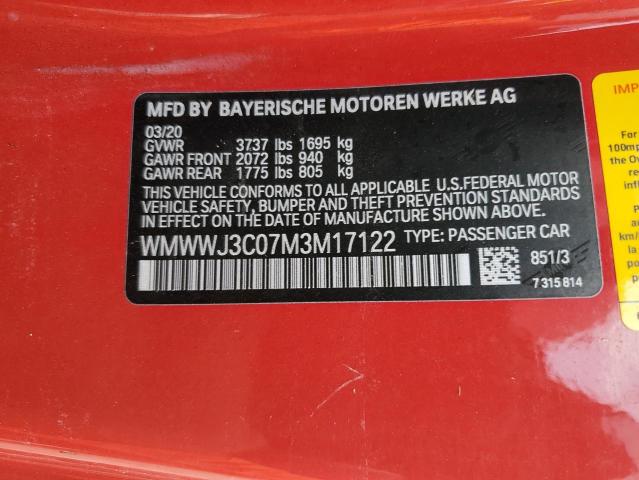 MFD BY BAYERISCHE MOTOREN WERKE AG
03/20
GVWR 3737 lbs 1695 kg
GAWR FRONT 2072 lbs 940 kg
GAWR REAR 1775 lbs 805 kg
THIS VEHICLE CONFORMS TO ALL APPLICABLE U.S.FEDERAL MOTOR
VEHICLE SAFETY, BUMPER AND THEFT PREVENTION STANDARDS
IN EFFECT ON THE DATE OF MANUFACTURE SHOWN ABOVE.
WMWWJ3C07M3M17122 TYPE: PASSENGER CAR
851/3
7 315 814
For
100mp
the